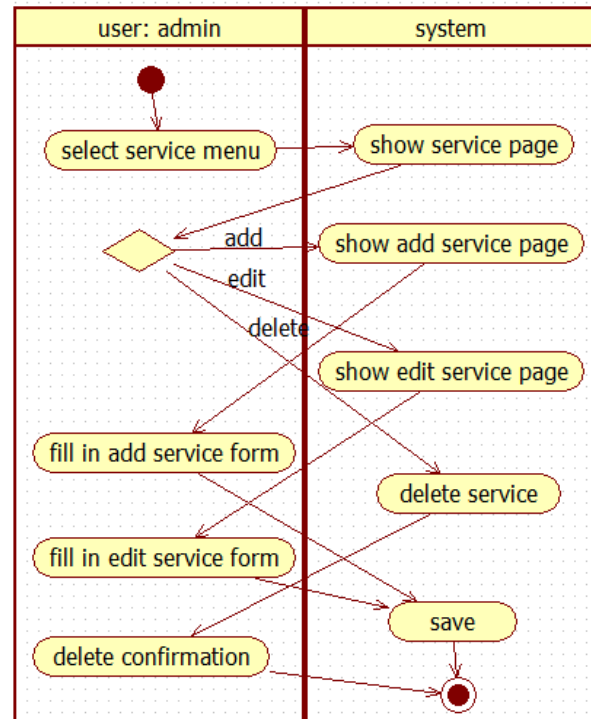 user: admin
system
select service menu
show service page
add
show add service page
edit
delete
show edit service page
fill in add service form
delete service
fill in edit service form
save
delete confirmation